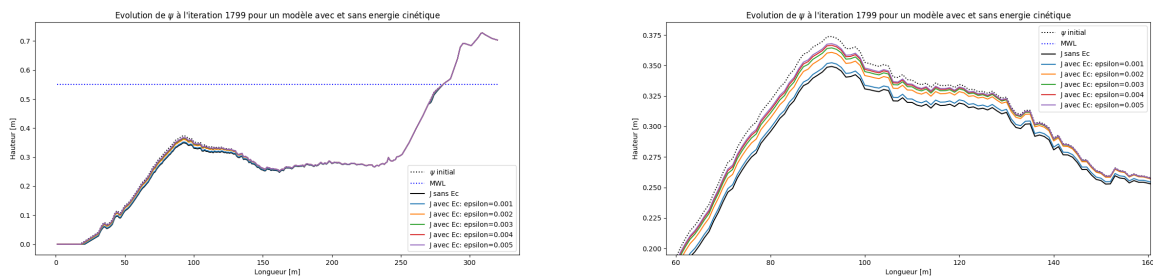 Evolution de ψ à l'iteration 1799 pour un modèle avec et sans energie cinétique
Hauteur [m]
0.7
0.6
0.5
0.4
0.3
0.2
0.1
0.0
0
50
100
150
200
250
300
Longueur [m]
ψ initial
MWL
J sans Ec
J avec Ec: epsilon=0.001
J avec Ec: epsilon=0.002
J avec Ec: epsilon=0.003
J avec Ec: epsilon=0.004
J avec Ec: epsilon=0.005
Evolution de ψ à l'iteration 1799 pour un modèle avec et sans energie cinétique
Hauteur [m]
0.375
0.350
0.325
0.300
0.275
0.250
0.225
0.200
60
80
100
120
140
160
Longueur [m]
ψ initial
MWL
J sans Ec
J avec Ec: epsilon=0.001
J avec Ec: epsilon=0.002
J avec Ec: epsilon=0.003
J avec Ec: epsilon=0.004
J avec Ec: epsilon=0.005